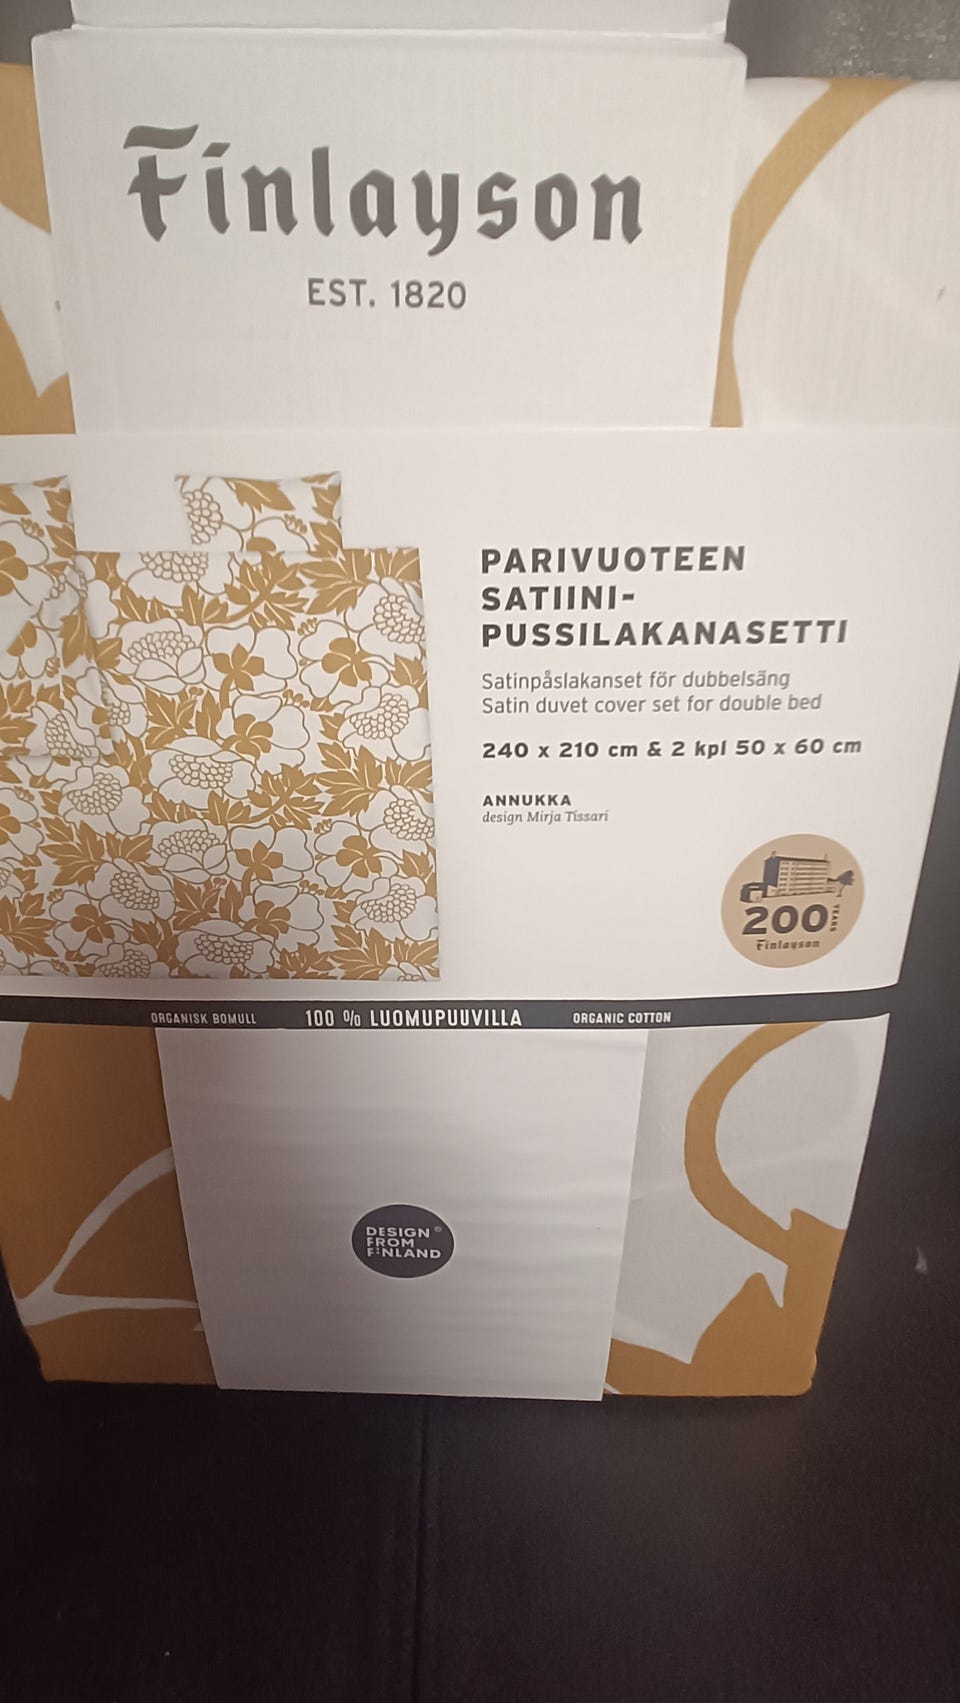 Finlayson
EST. 1820
PARIVUOTEEN
SATIINI-
PUSSILAKANASETTI
Satinpåslakanset för dubbelsäng
Satin duvet cover set for double bed
240 x 210 cm & 2 kpl 50 x 60 cm
ANNUKKA
design Mirja Tissari
200 YEARS
Finlayson
ORGANISK BOMULL 100 % LUOMUPUUVILLA ORGANIC COTTON
DESIGN®
FROM
FINLAND